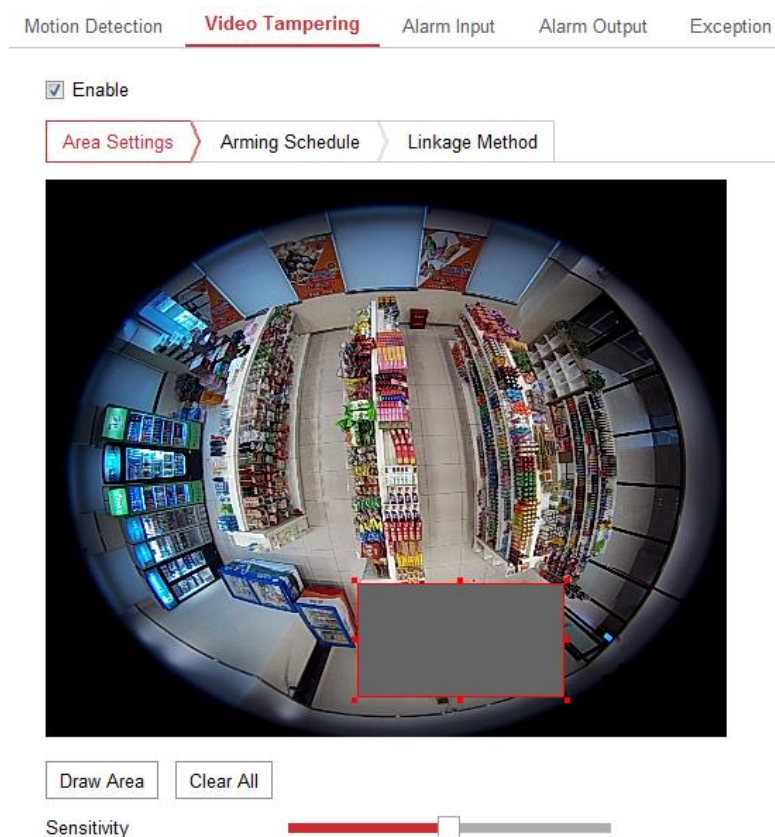 Motion Detection Video Tampering Alarm Input Alarm Output Exception
Enable
Area Settings Arming Schedule Linkage Method
Draw Area Clear All
Sensitivity